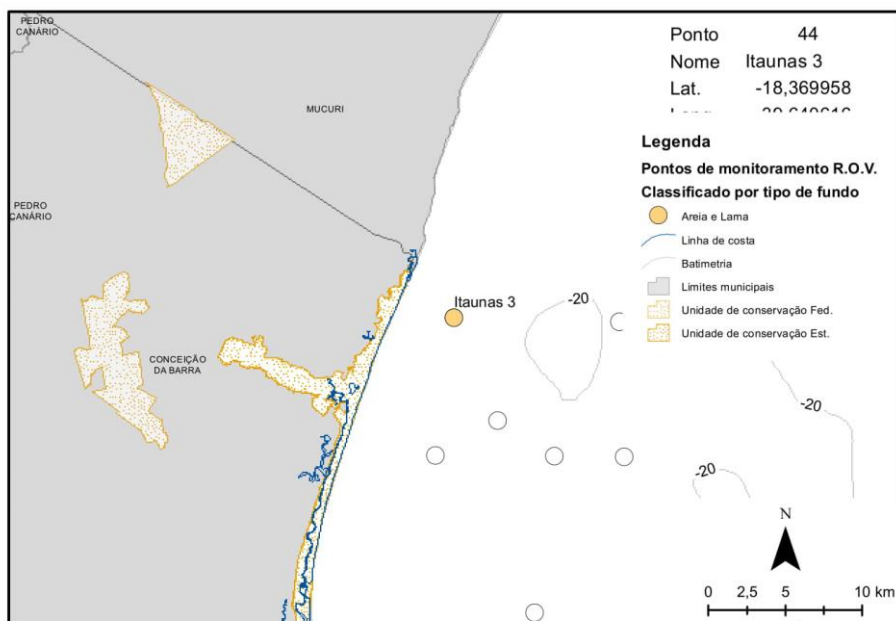 PEDRO
CANÁRIO
MUCURI
PEDRO
CANÁRIO
CONCEIÇÃO
DA BARRA
Itaunas 3
-20
-20
-20
Ponto 44
Nome Itaunas 3
Lat. -18,369958
Legenda
Pontos de monitoramento R.O.V.
Classificado por tipo de fundo
Areia e Lama
Linha de costa
Batimetria
Limites municipais
Unidade de conservação Fed.
Unidade de conservação Est.
N
0 2,5 5 10 km